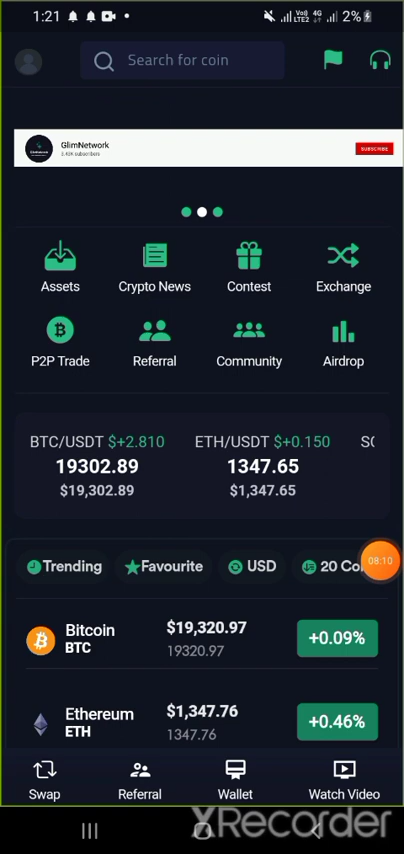 1:21
Vo)) 4G 2%
LTE2
Search for coin
GlimNetwork
SUBSCRIBE
Assets Crypto News Contest Exchange
P2P Trade Referral Community Airdrop
BTC/USDT $+2.810 ETH/USDT $+0.150
19302.89 1347.65
$19,302.89 $1,347.65
08:10
Trending Favourite USD 20 Co
Bitcoin $19,320.97 +0.09%
BTC 19320.97
Ethereum $1,347.76 +0.46%
ETH 1347.76
Swap Referral Wallet Watch Video
XRecorder